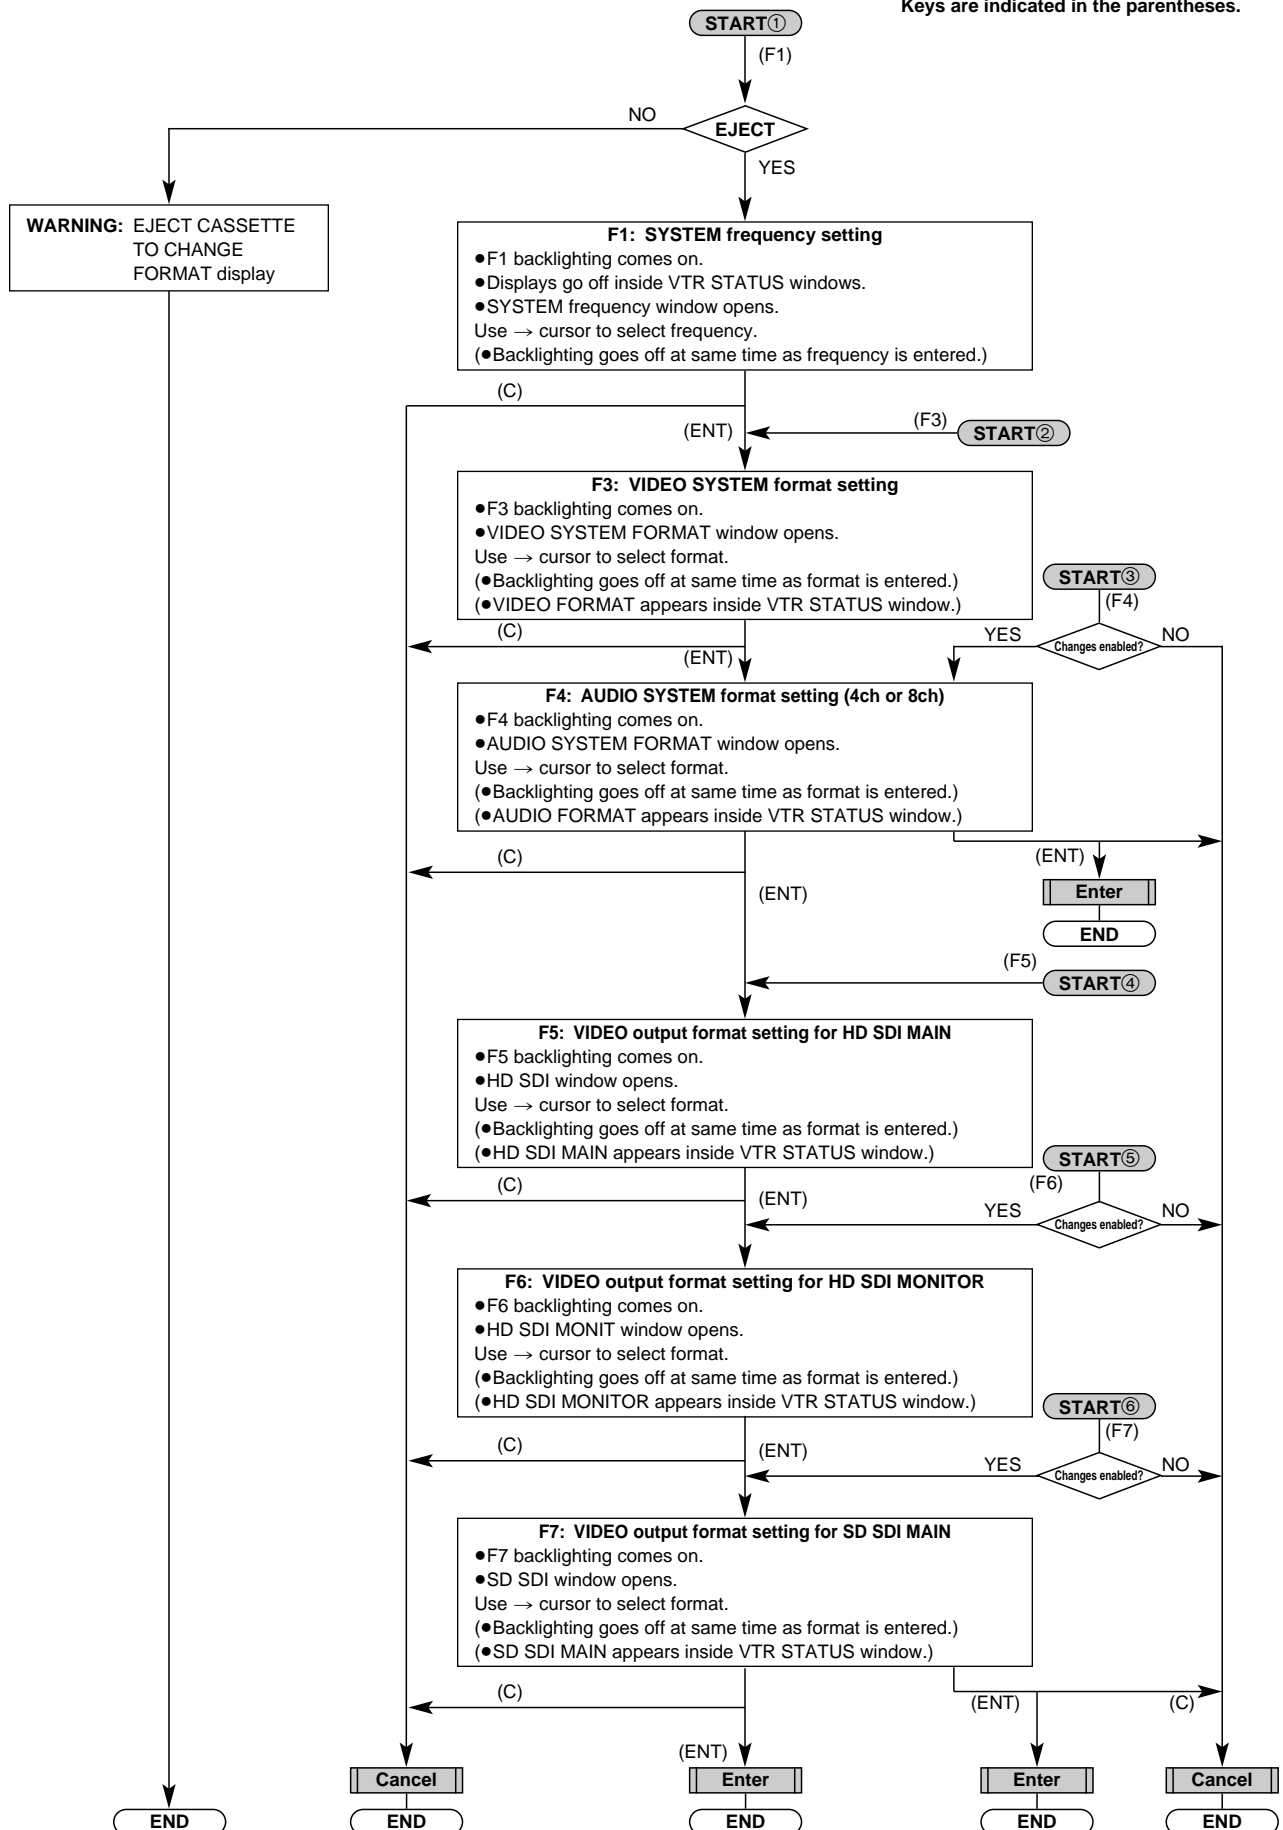 Keys are indicated in the parentheses.
START①
(F1)
NO
EJECT
YES
WARNING: EJECT CASSETTE
TO CHANGE
FORMAT display
F1: SYSTEM frequency setting
●F1 backlighting comes on.
●Displays go off inside VTR STATUS windows.
●SYSTEM frequency window opens.
Use → cursor to select frequency.
(●Backlighting goes off at same time as frequency is entered.)
(C)
(ENT)
(F3)
START②
F3: VIDEO SYSTEM format setting
●F3 backlighting comes on.
●VIDEO SYSTEM FORMAT window opens.
Use → cursor to select format.
(●Backlighting goes off at same time as format is entered.)
(●VIDEO FORMAT appears inside VTR STATUS window.)
START③
(F4)
(C)
(ENT)
YES
Changes enabled?
NO
F4: AUDIO SYSTEM format setting (4ch or 8ch)
●F4 backlighting comes on.
●AUDIO SYSTEM FORMAT window opens.
Use → cursor to select format.
(●Backlighting goes off at same time as format is entered.)
(●AUDIO FORMAT appears inside VTR STATUS window.)
(C)
(ENT)
(ENT)
Enter
END
(F5)
START④
F5: VIDEO output format setting for HD SDI MAIN
●F5 backlighting comes on.
●HD SDI window opens.
Use → cursor to select format.
(●Backlighting goes off at same time as format is entered.)
(●HD SDI MAIN appears inside VTR STATUS window.)
START⑤
(F6)
(C)
(ENT)
YES
Changes enabled?
NO
F6: VIDEO output format setting for HD SDI MONITOR
●F6 backlighting comes on.
●HD SDI MONIT window opens.
Use → cursor to select format.
(●Backlighting goes off at same time as format is entered.)
(●HD SDI MONITOR appears inside VTR STATUS window.)
START⑥
(F7)
(C)
(ENT)
YES
Changes enabled?
NO
F7: VIDEO output format setting for SD SDI MAIN
●F7 backlighting comes on.
●SD SDI window opens.
Use → cursor to select format.
(●Backlighting goes off at same time as format is entered.)
(●SD SDI MAIN appears inside VTR STATUS window.)
(C)
(ENT)
(ENT)
(C)
Cancel
Enter
Enter
Cancel
END
END
END
END
END